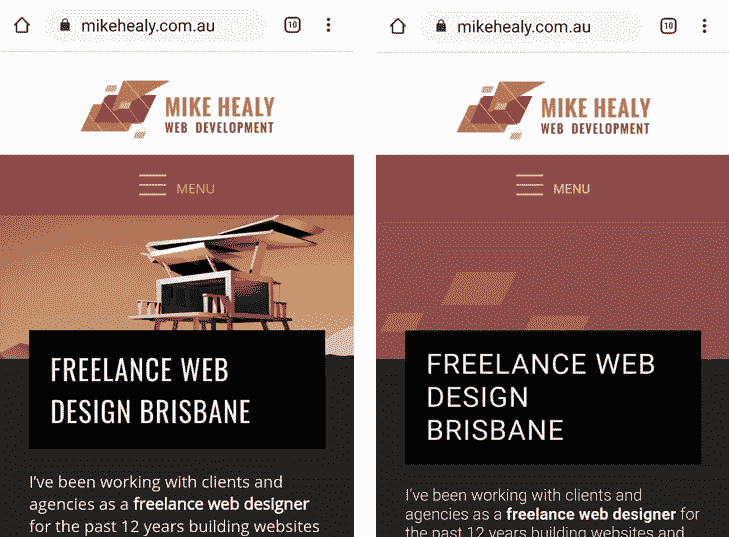 mikehealy.com.au
10
MIKE HEALY
WEB DEVELOPMENT
MENU
FREELANCE WEB
DESIGN BRISBANE
I've been working with clients and
agencies as a freelance web designer
for the past 12 years building websites
mikehealy.com.au
10
MIKE HEALY
WEB DEVELOPMENT
MENU
FREELANCE WEB
DESIGN
BRISBANE
I've been working with clients and
agencies as a freelance web designer for
the past 12 years building websites and